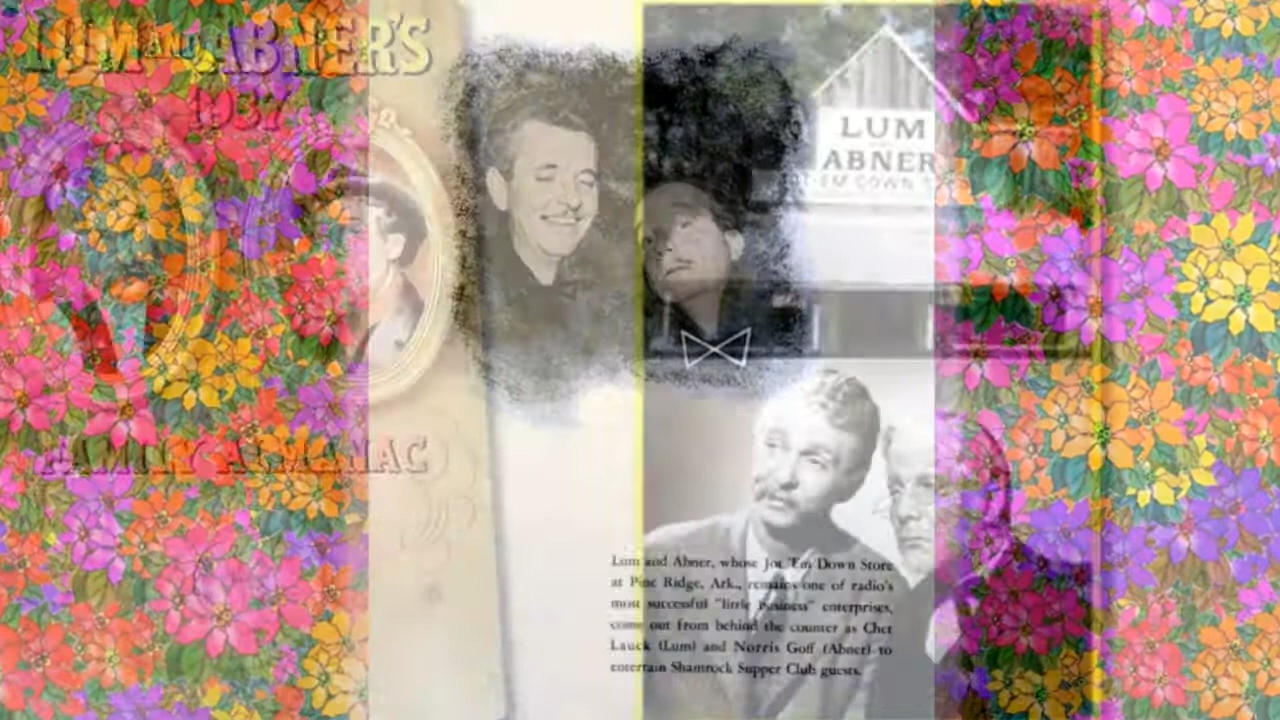 LUM AND ABNER'S
1937
FAMILY ALMANAC
LUM
ABNER
Lum and Abner, whose Jot 'Em Down Store
at Pine Ridge, Ark., remains one of radio's
most successful "little business" enterprises,
come out from behind the counter as Chet
Lauck (Lum) and Norris Goff (Abner) to
entertain Shamrock Supper Club guests.